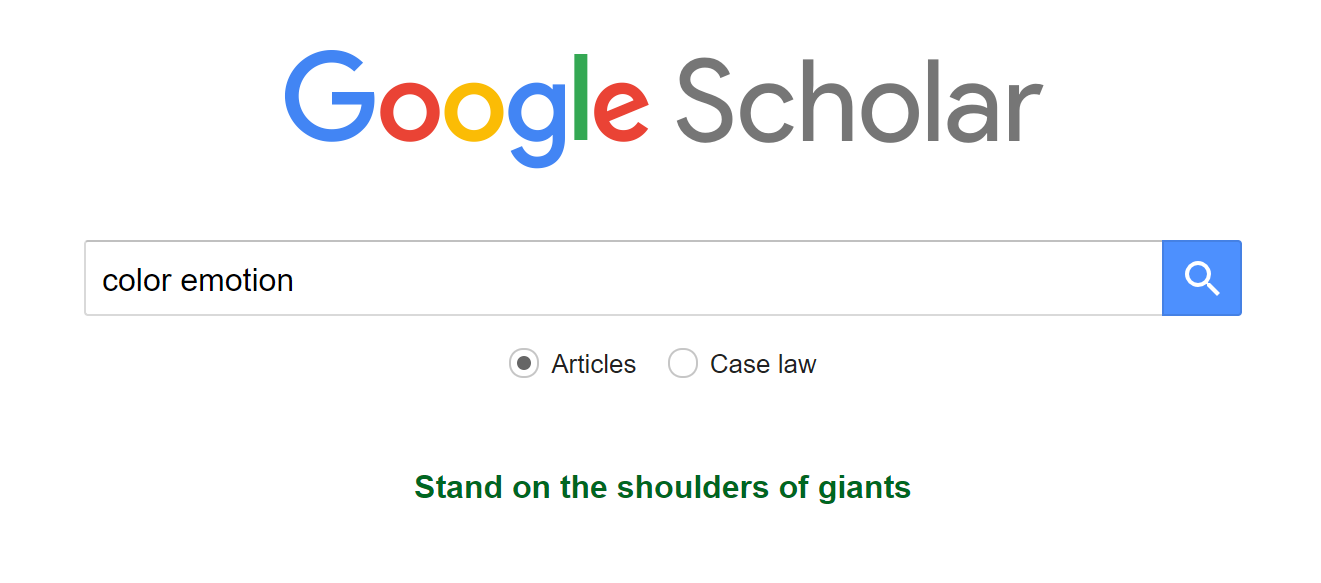 Google Scholar
color emotion
Articles Case law
Stand on the shoulders of giants